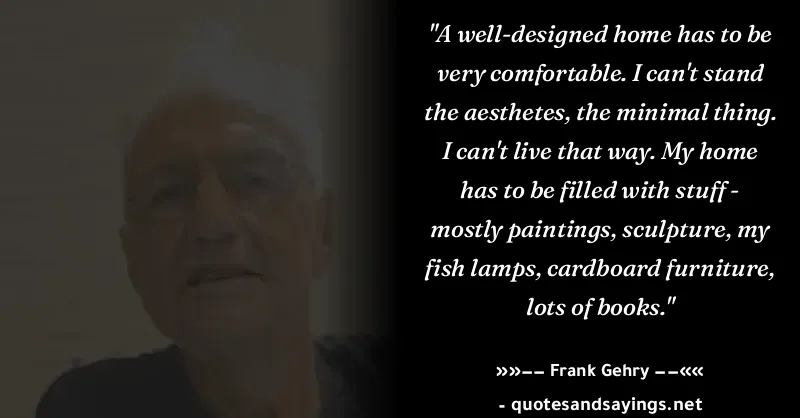 "A well-designed home has to be
very comfortable. I can't stand
the aesthetes, the minimal thing.
I can't live that way. My home
has to be filled with stuff -
mostly paintings, sculpture, my
fish lamps, cardboard furniture,
lots of books."
»»−− Frank Gehry −−««
- quotesandsayings.net